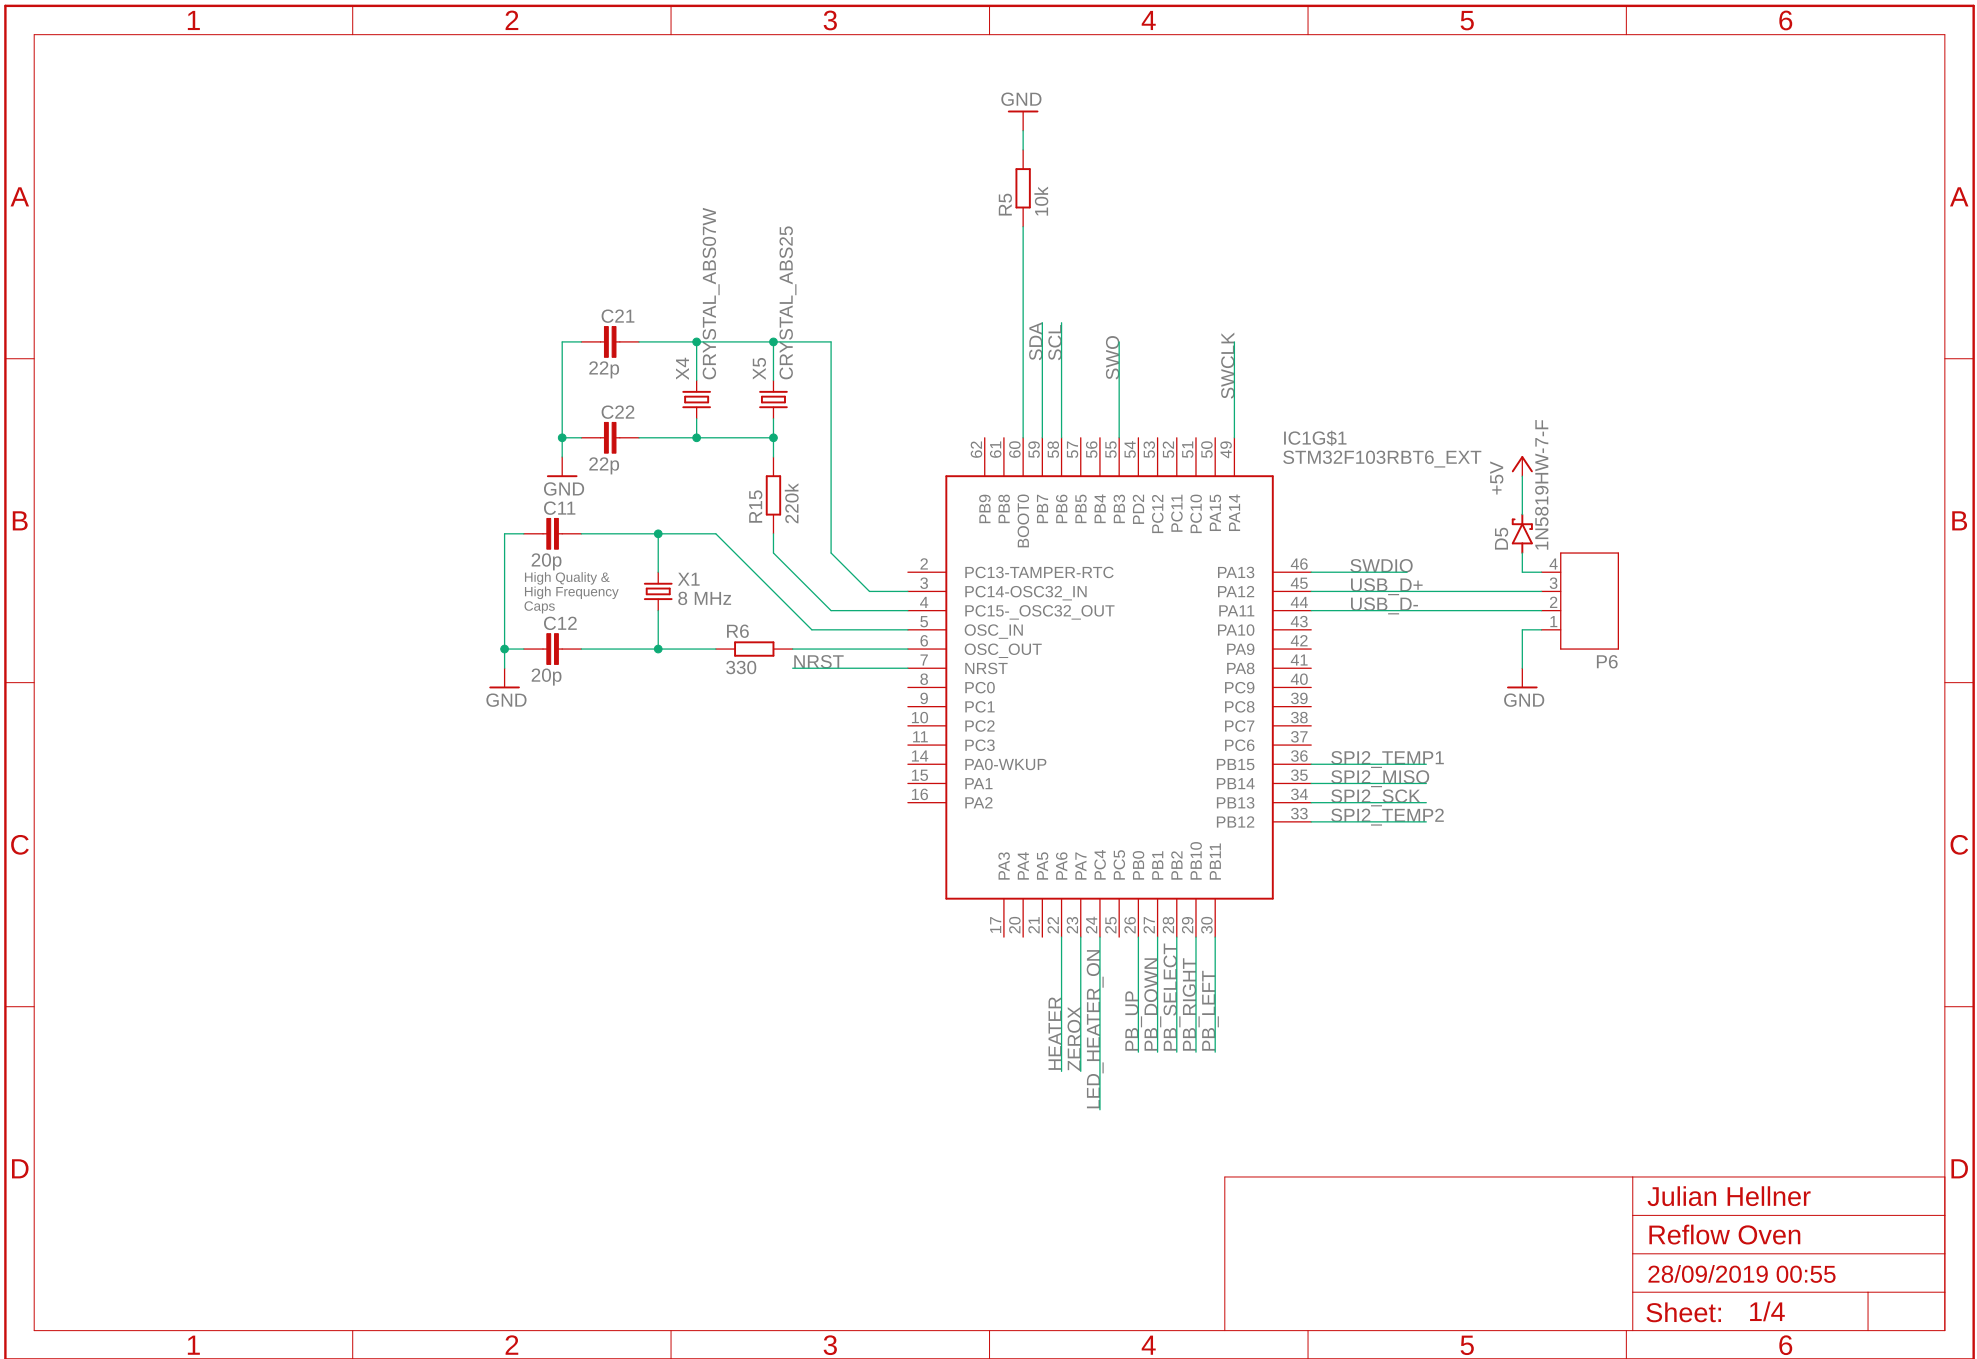 1 2 3 4 5 6
A A
B B
C C
D D
GND
R5
10k
CRYSTAL_ABS07W
CRYSTAL_ABS25
X4
X5
C21
22p
C22
22p
GND
R15
220k
C11
20p
High Quality &
High Frequency
Caps
C12
20p
GND
X1
8 MHz
R6
330
NRST
SDA
SCL
SWO
SWCLK
IC1G$1
STM32F103RBT6_EXT
62 61 60 59 58 57 56 55 54 53 52 51 50 49
PB9 PB8 BOOT0 PB7 PB6 PB5 PB4 PB3 PD2 PC12 PC11 PC10 PA15 PA14
2 PC13-TAMPER-RTC
3 PC14-OSC32_IN
4 PC15-_OSC32_OUT
5 OSC_IN
6 OSC_OUT
7 NRST
8 PC0
9 PC1
10 PC2
11 PC3
14 PA0-WKUP
15 PA1
16 PA2
PA13 46 SWDIO
PA12 45 USB_D+
PA11 44 USB_D-
PA10 43
PA9 42
PA8 41
PC9 40
PC8 39
PC7 38
PC6 37
PB15 36 SPI2_TEMP1
PB14 35 SPI2_MISO
PB13 34 SPI2_SCK
PB12 33 SPI2_TEMP2
PA3 PA4 PA5 PA6 PA7 PC4 PC5 PB0 PB1 PB2 PB10 PB11
17 20 21 22 23 24 25 26 27 28 29 30
HEATER
ZEROX
LED_HEATER_ON
PB_UP
PB_DOWN
PB_SELECT
PB_RIGHT
PB_LEFT
+5V
D5
1N5819HW-7-F
4
3
2
1
P6
GND
Julian Hellner
Reflow Oven
28/09/2019 00:55
Sheet: 1/4
1 2 3 4 5 6